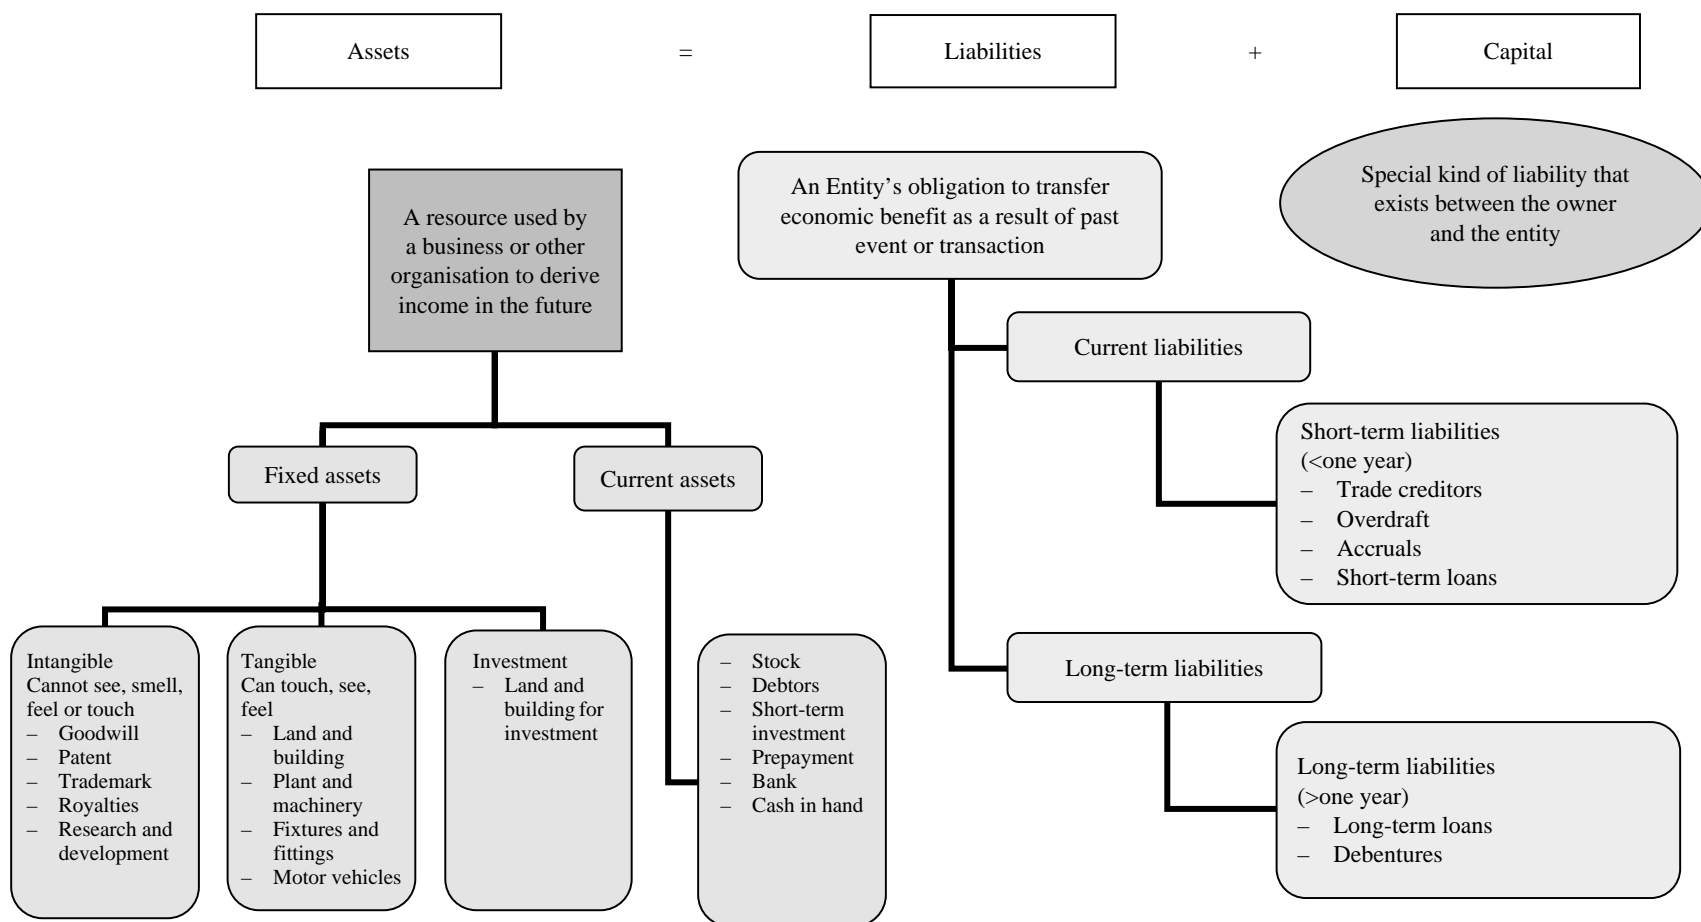 Assets = Liabilities + Capital
A resource used by
a business or other
organisation to derive
income in the future
An Entity’s obligation to transfer
economic benefit as a result of past
event or transaction
Special kind of liability that
exists between the owner
and the entity
Current liabilities
Short-term liabilities
(<one year)
– Trade creditors
– Overdraft
– Accruals
– Short-term loans
Fixed assets
Current assets
Intangible
Cannot see, smell,
feel or touch
– Goodwill
– Patent
– Trademark
– Royalties
– Research and
development
Tangible
Can touch, see,
feel
– Land and
building
– Plant and
machinery
– Fixtures and
fittings
– Motor vehicles
Investment
– Land and
building for
investment
– Stock
– Debtors
– Short-term
investment
– Prepayment
– Bank
– Cash in hand
Long-term liabilities
Long-term liabilities
(>one year)
– Long-term loans
– Debentures